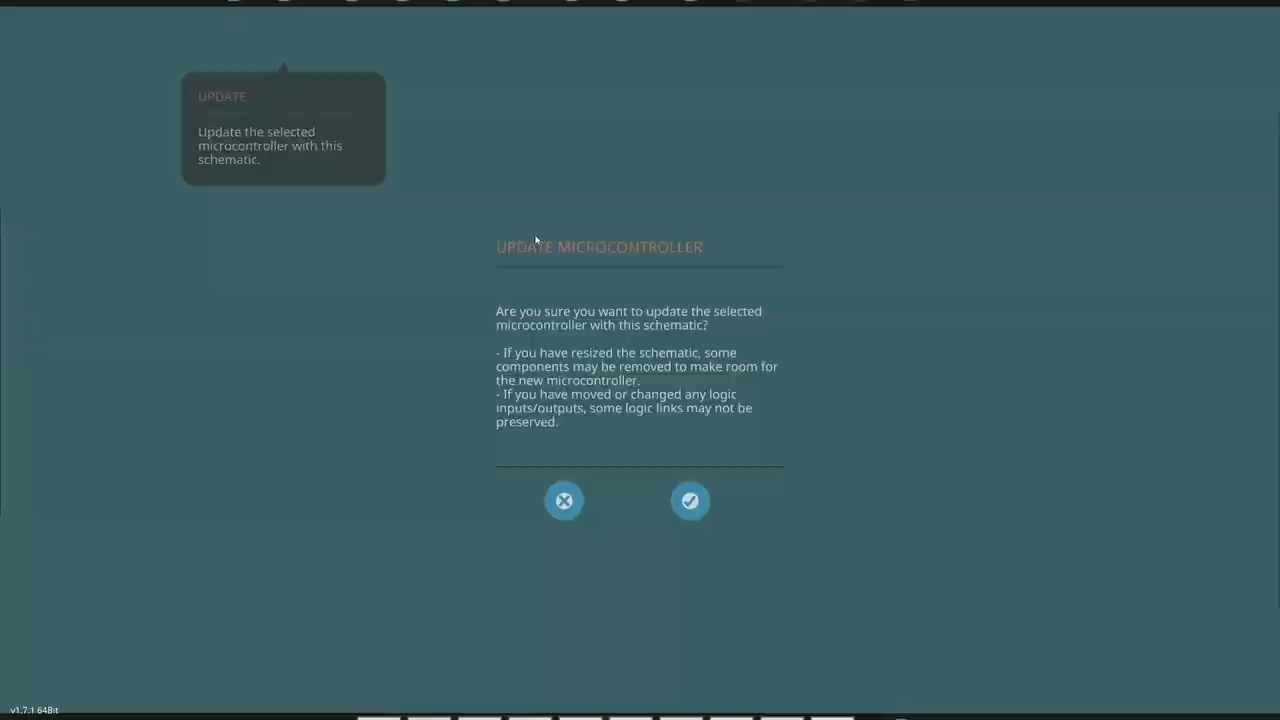 UPDATE
Update the selected
microcontroller with this
schematic.
UPDATE MICROCONTROLLER
Are you sure you want to update the selected
microcontroller with this schematic?
- If you have resized the schematic, some
components may be removed to make room for
the new microcontroller.
- If you have moved or changed any logic
inputs/outputs, some logic links may not be
preserved.
v1.7.1 64Bit